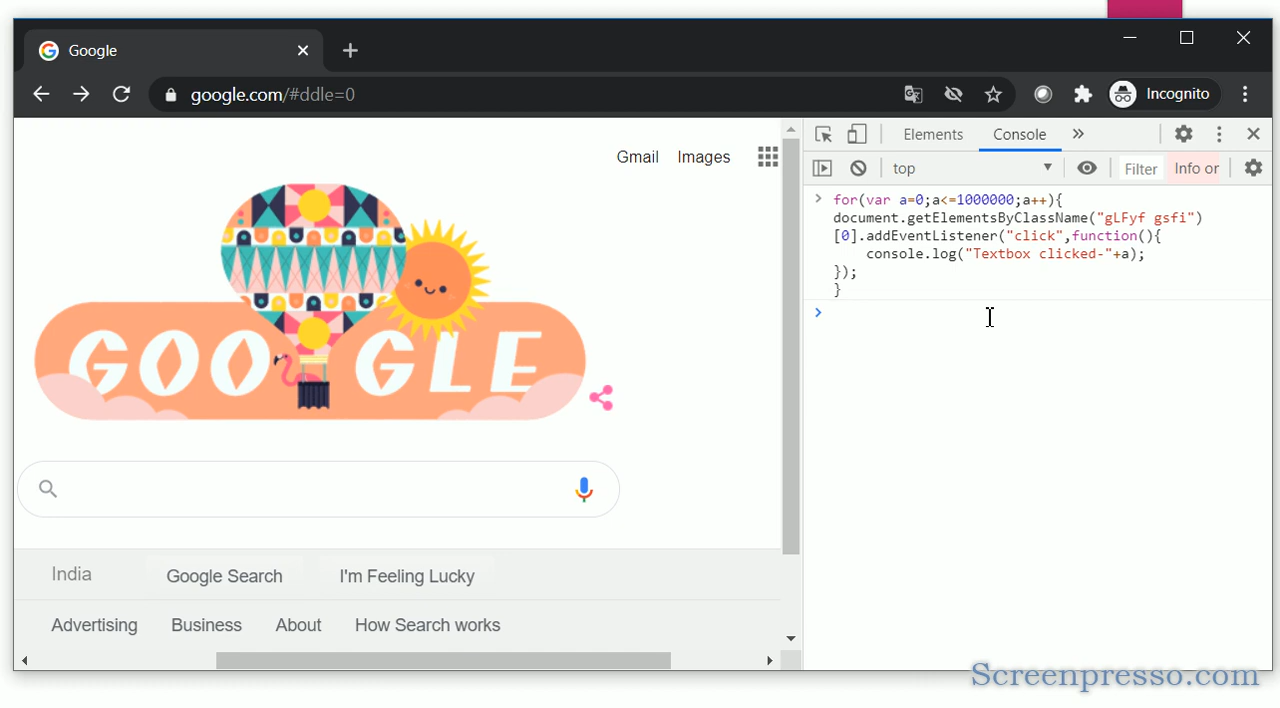 Google
google.com/#ddle=0
Incognito
Gmail Images
GOOGLE
India
Google Search I'm Feeling Lucky
Advertising Business About How Search works
Elements Console »
top Filter Info or
for(var a=0;a<=1000000;a++){
document.getElementsByClassName("gLFyf gsfi")
[0].addEventListener("click",function(){
console.log("Textbox clicked-"+a);
});
}
Screenpresso.com